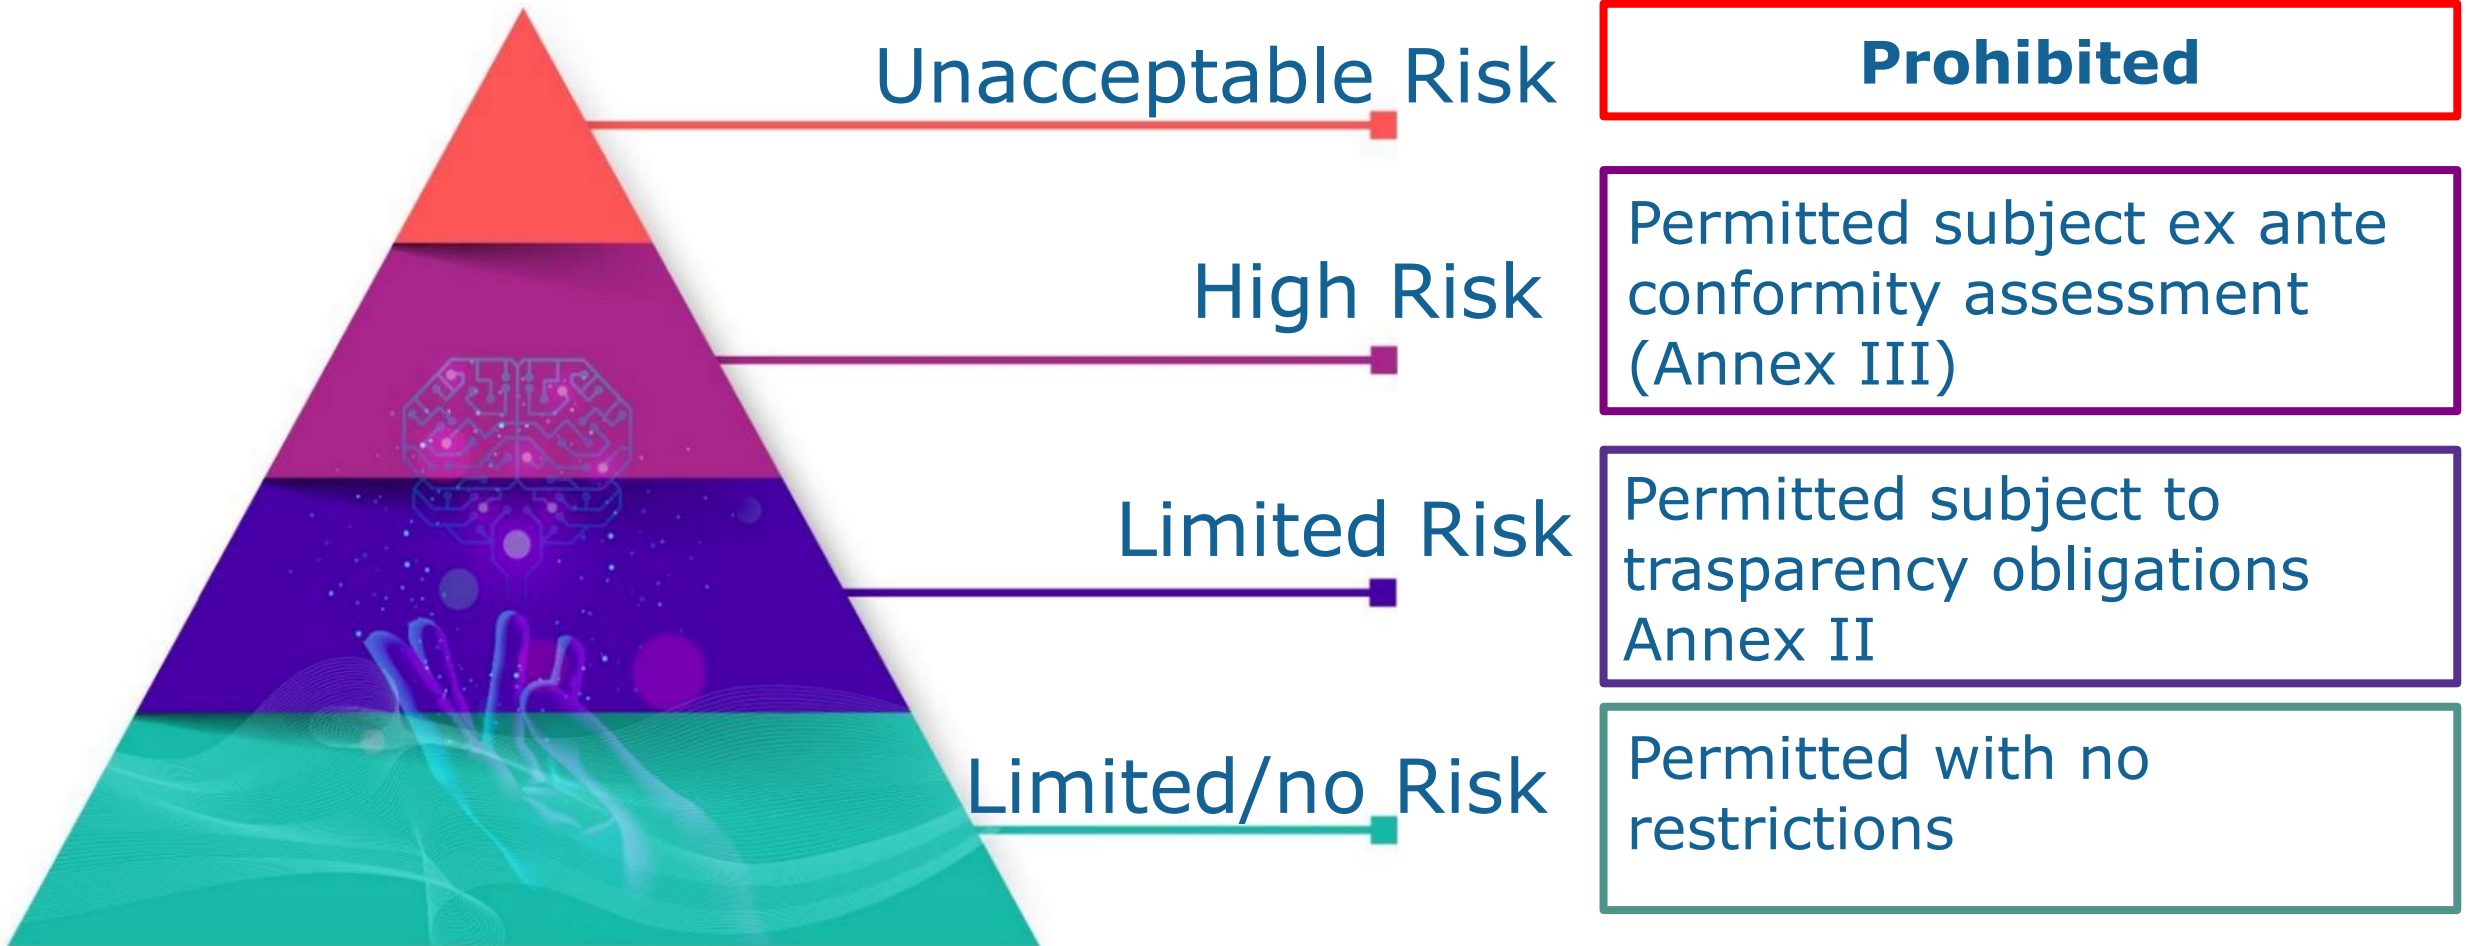 Unacceptable Risk
Prohibited
High Risk
Permitted subject ex ante
conformity assessment
(Annex III)
Limited Risk
Permitted subject to
trasparency obligations
Annex II
Limited/no Risk
Permitted with no
restrictions